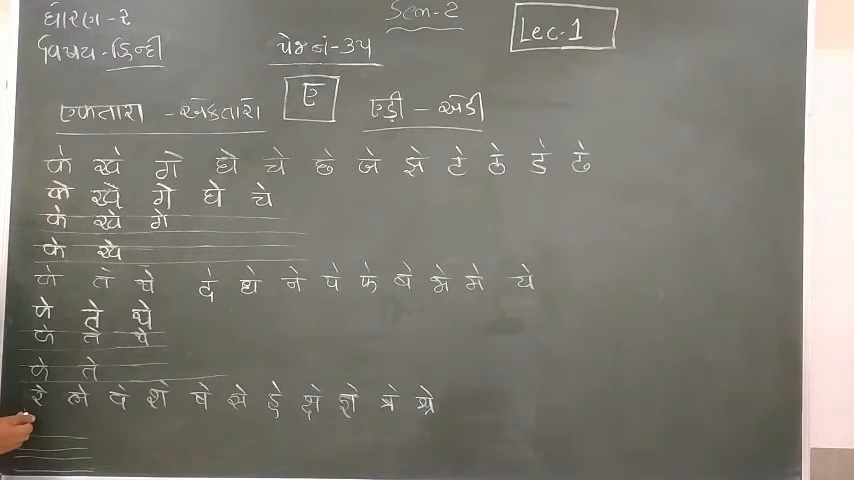 ધોરણ-૨ Sem-2 Lec.1
વિષય-હિન્દી પેજ નં-૩૫
एकतारा - એકતારો ए एड़ी - એડી
के खे गे घे चे छे जे झे टे ठे डे ढे
के खे गे घे चे
के खे गे
के खे
णे ते थे दे धे ने पे फे बे भे मे ये
णे ते थे
णे ते थे
णे ते
रे ले वे शे षे से हे क्षे ज्ञे त्रे श्रे